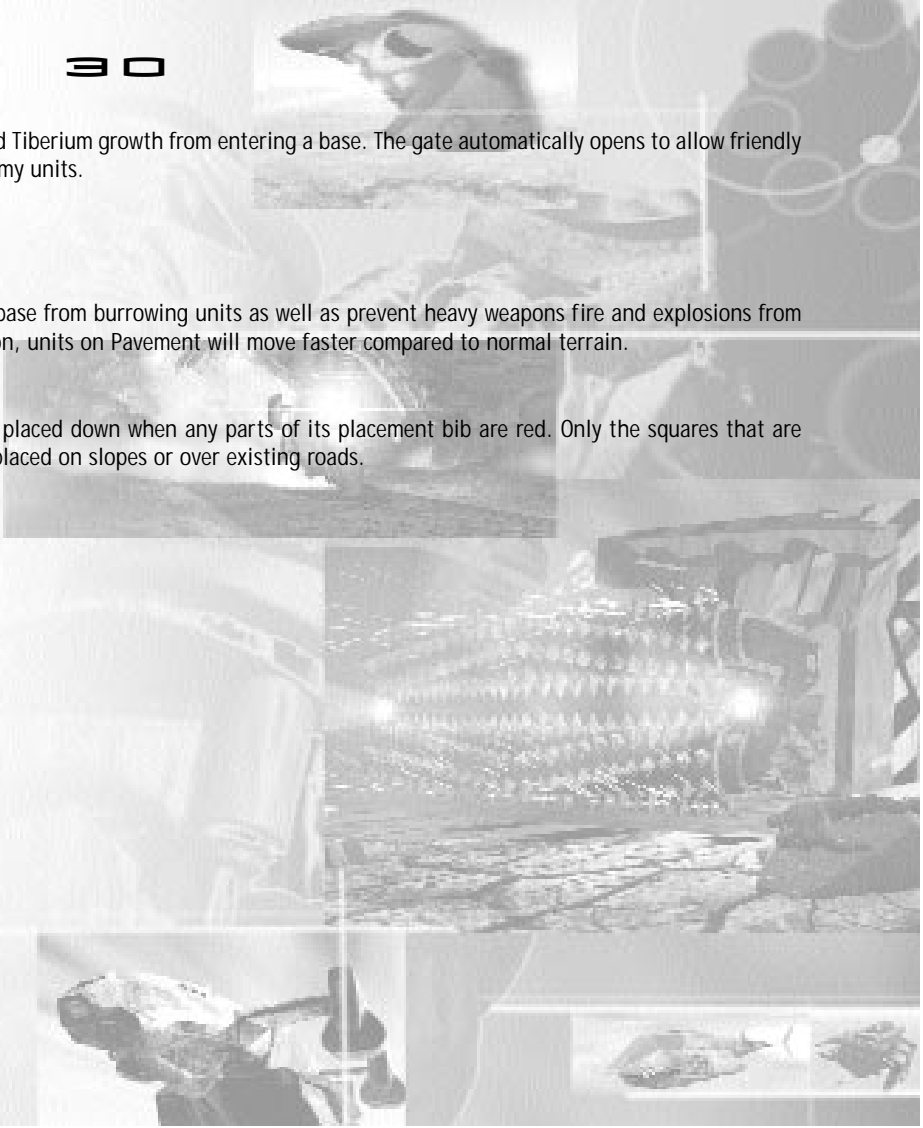 30
d Tiberium growth from entering a base. The gate automatically opens to allow friendly
my units.
base from burrowing units as well as prevent heavy weapons fire and explosions from
on, units on Pavement will move faster compared to normal terrain.
placed down when any parts of its placement bib are red. Only the squares that are
placed on slopes or over existing roads.